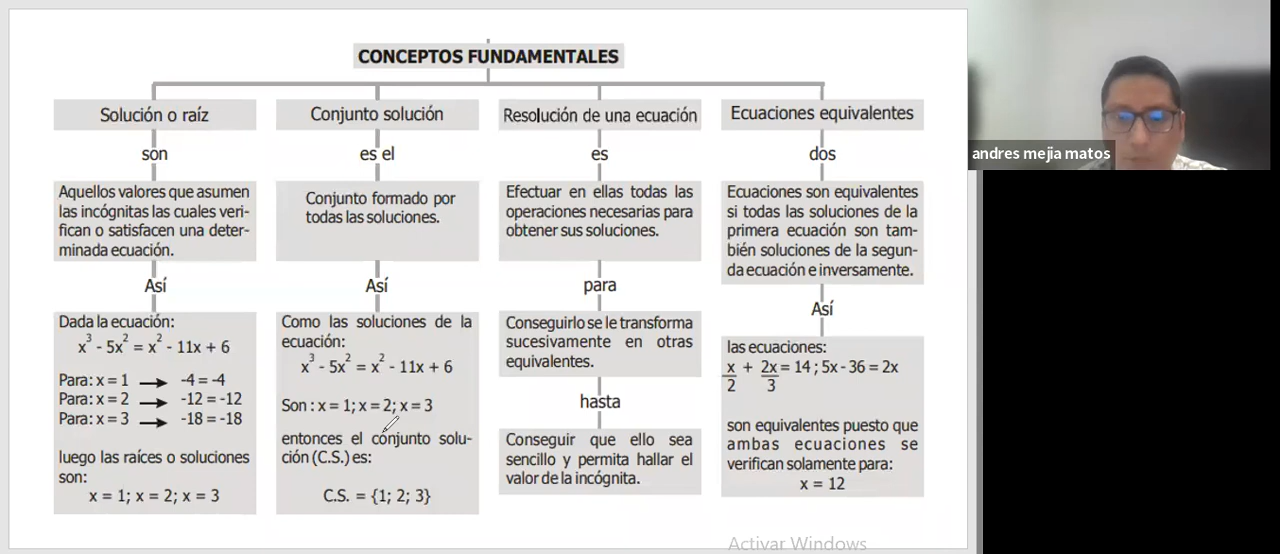 CONCEPTOS FUNDAMENTALES
Solución o raíz
son
Aquellos valores que asumen
las incógnitas las cuales veri-
fican o satisfacen una deter-
minada ecuación.
Así
Dada la ecuación:
x³ - 5x² = x² - 11x + 6
Para: x = 1 → -4 = -4
Para: x = 2 → -12 = -12
Para: x = 3 → -18 = -18
luego las raíces o soluciones
son:
x = 1; x = 2; x = 3
Conjunto solución
es el
Conjunto formado por
todas las soluciones.
Así
Como las soluciones de la
ecuación:
x³ - 5x² = x² - 11x + 6
Son : x = 1; x = 2; x = 3
entonces el conjunto solu-
ción (C.S.) es:
C.S. = {1; 2; 3}
Resolución de una ecuación
es
Efectuar en ellas todas las
operaciones necesarias para
obtener sus soluciones.
para
Conseguirlo se le transforma
sucesivamente en otras
equivalentes.
hasta
Conseguir que ello sea
sencillo y permita hallar el
valor de la incógnita.
Ecuaciones equivalentes
dos
Ecuaciones son equivalentes
si todas las soluciones de la
primera ecuación son tam-
bién soluciones de la segun-
da ecuación e inversamente.
Así
las ecuaciones:
x/2 + 2x/3 = 14 ; 5x - 36 = 2x
son equivalentes puesto que
ambas ecuaciones se
verifican solamente para:
x = 12
andres mejia matos
Activar Windows